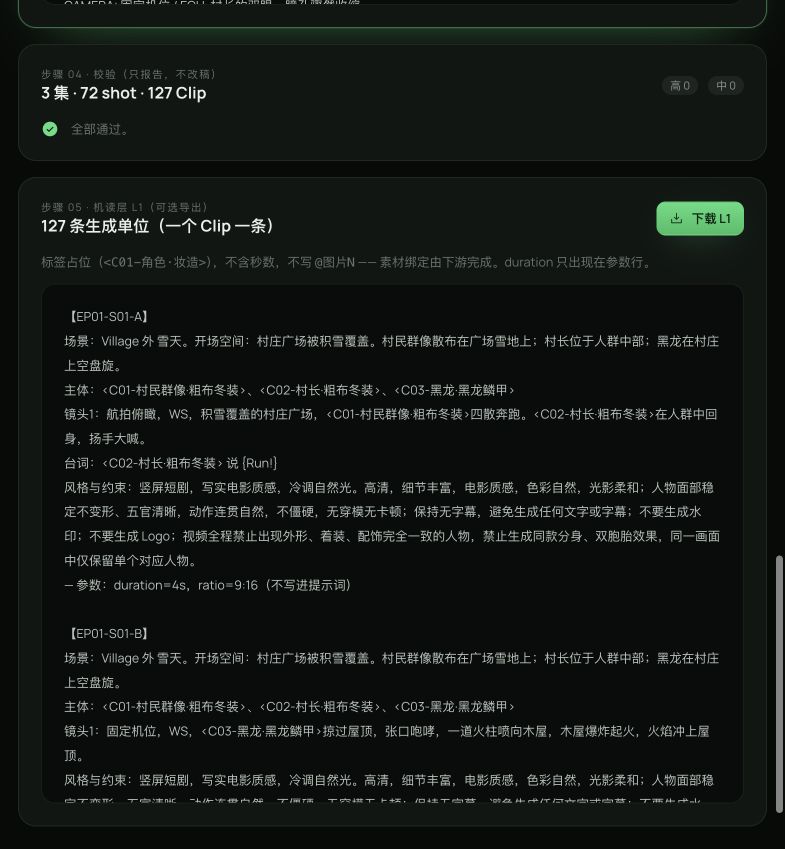 步骤 04 · 校验（只报告，不改稿）
3 集 · 72 shot · 127 Clip
高 0
中 0
全部通过。
步骤 05 · 机读层 L1（可选导出）
127 条生成单位（一个 Clip 一条）
下载 L1
标签占位（<C01-角色·妆造>），不含秒数，不写 @图片N —— 素材绑定由下游完成。duration 只出现在参数行。
【EP01-S01-A】
场景：Village 外 雪天。开场空间：村庄广场被积雪覆盖。村民群像散布在广场雪地上；村长位于人群中部；黑龙在村庄
上空盘旋。
主体：<C01-村民群像·粗布冬装>、<C02-村长·粗布冬装>、<C03-黑龙·黑龙鳞甲>
镜头1：航拍俯瞰，WS，积雪覆盖的村庄广场，<C01-村民群像·粗布冬装>四散奔跑。<C02-村长·粗布冬装>在人群中回
身，扬手大喊。
台词：<C02-村长·粗布冬装> 说 {Run!}
风格与约束：竖屏短剧，写实电影质感，冷调自然光。高清，细节丰富，电影质感，色彩自然，光影柔和；人物面部稳
定不变形、五官清晰，动作连贯自然，不僵硬，无穿模无卡顿；保持无字幕，避免生成任何文字或字幕；不要生成水
印；不要生成 Logo；视频全程禁止出现外形、着装、配饰完全一致的人物，禁止生成同款分身、双胞胎效果，同一画面
中仅保留单个对应人物。
— 参数：duration=4s，ratio=9:16（不写进提示词）
【EP01-S01-B】
场景：Village 外 雪天。开场空间：村庄广场被积雪覆盖。村民群像散布在广场雪地上；村长位于人群中部；黑龙在村庄
上空盘旋。
主体：<C01-村民群像·粗布冬装>、<C02-村长·粗布冬装>、<C03-黑龙·黑龙鳞甲>
镜头1：固定机位，WS，<C03-黑龙·黑龙鳞甲>掠过屋顶，张口咆哮，一道火柱喷向木屋，木屋爆炸起火，火焰冲上屋
顶。
风格与约束：竖屏短剧，写实电影质感，冷调自然光。高清，细节丰富，电影质感，色彩自然，光影柔和；人物面部稳